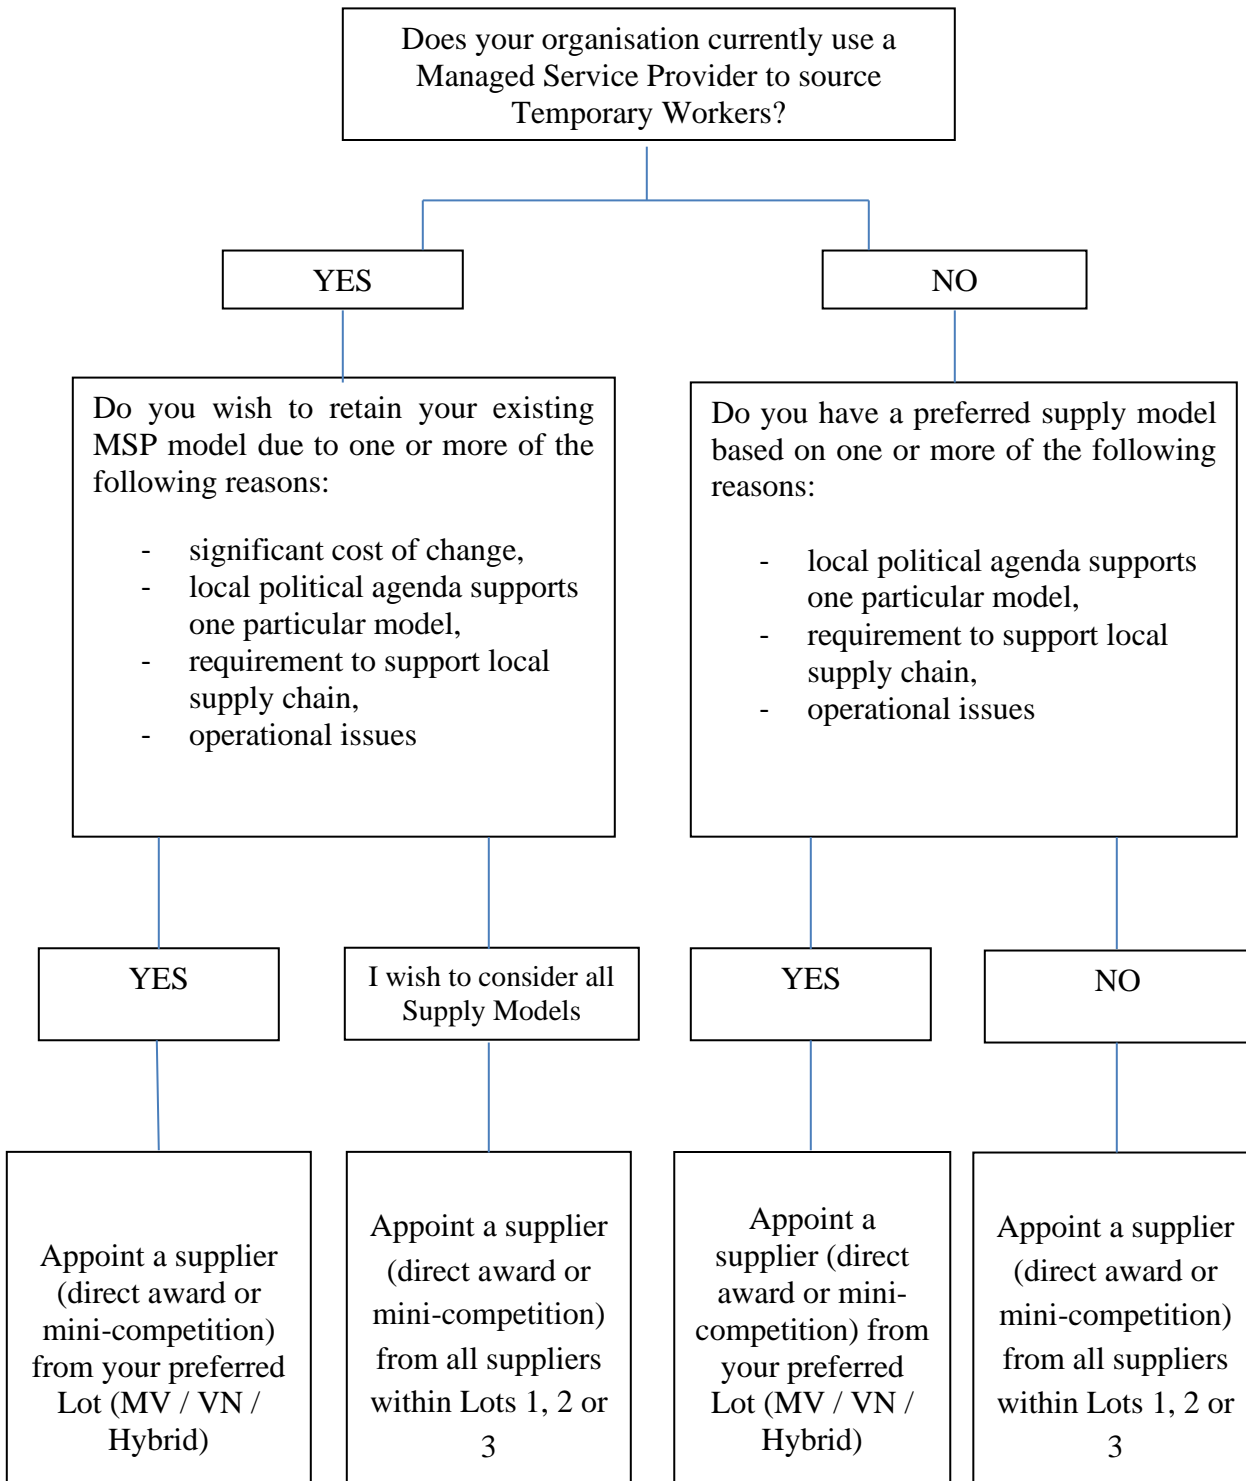 Does your organisation currently use a
Managed Service Provider to source
Temporary Workers?
YES
NO
Do you wish to retain your existing
MSP model due to one or more of the
following reasons:
- significant cost of change,
- local political agenda supports
one particular model,
- requirement to support local
supply chain,
- operational issues
Do you have a preferred supply model
based on one or more of the following
reasons:
- local political agenda supports
one particular model,
- requirement to support local
supply chain,
- operational issues
YES
I wish to consider all
Supply Models
YES
NO
Appoint a supplier
(direct award or
mini-competition)
from your preferred
Lot (MV / VN /
Hybrid)
Appoint a supplier
(direct award or
mini-competition)
from all suppliers
within Lots 1, 2 or
3
Appoint a
supplier (direct
award or mini-
competition) from
your preferred
Lot (MV / VN /
Hybrid)
Appoint a supplier
(direct award or
mini-competition)
from all suppliers
within Lots 1, 2 or
3